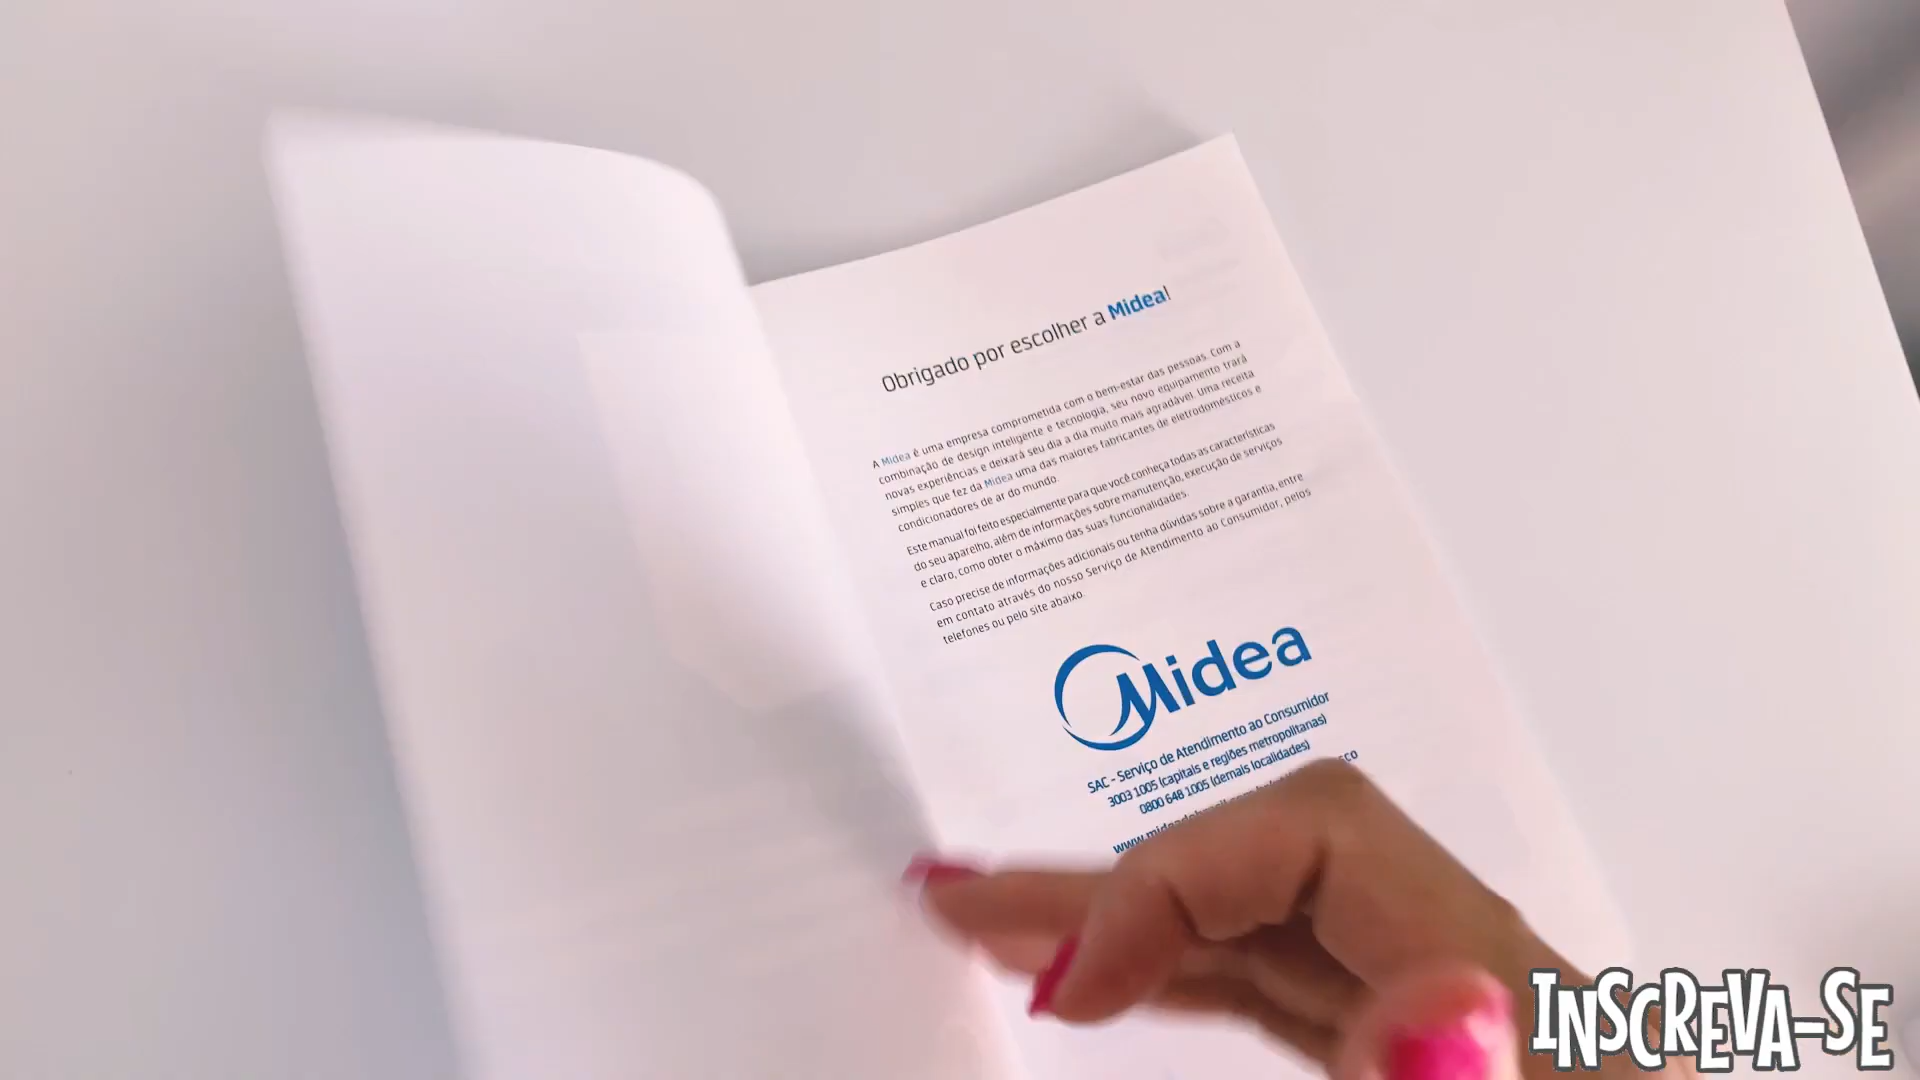 Obrigado por escolher a Midea!
A Midea é uma empresa comprometida com o bem-estar das pessoas. Com a
combinação de design inteligente e tecnologia, seu novo equipamento trará
novas experiências e deixará seu dia a dia muito mais agradável. Uma receita
simples que fez da Midea uma das maiores fabricantes de eletrodomésticos e
condicionadores de ar do mundo.
Este manual foi feito especialmente para que você conheça todas as características
do seu aparelho, além de informações sobre manutenção, execução de serviços
e claro, como obter o máximo das suas funcionalidades.
Caso precise de informações adicionais ou tenha dúvidas sobre a garantia, entre
em contato através do nosso Serviço de Atendimento ao Consumidor, pelos
telefones ou pelo site abaixo.
Midea
SAC - Serviço de Atendimento ao Consumidor
3003 1005 (capitais e regiões metropolitanas)
0800 648 1005 (demais localidades)
INSCREVA-SE